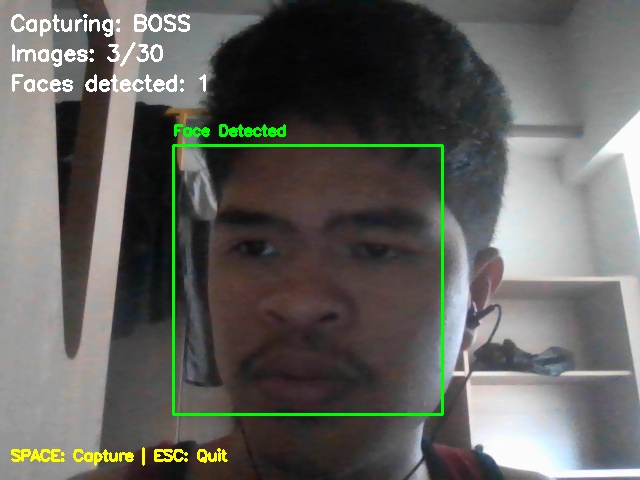 Capturing: BOSS
Images: 3/30
Faces detected: 1
Face Detected
SPACE: Capture | ESC: Quit